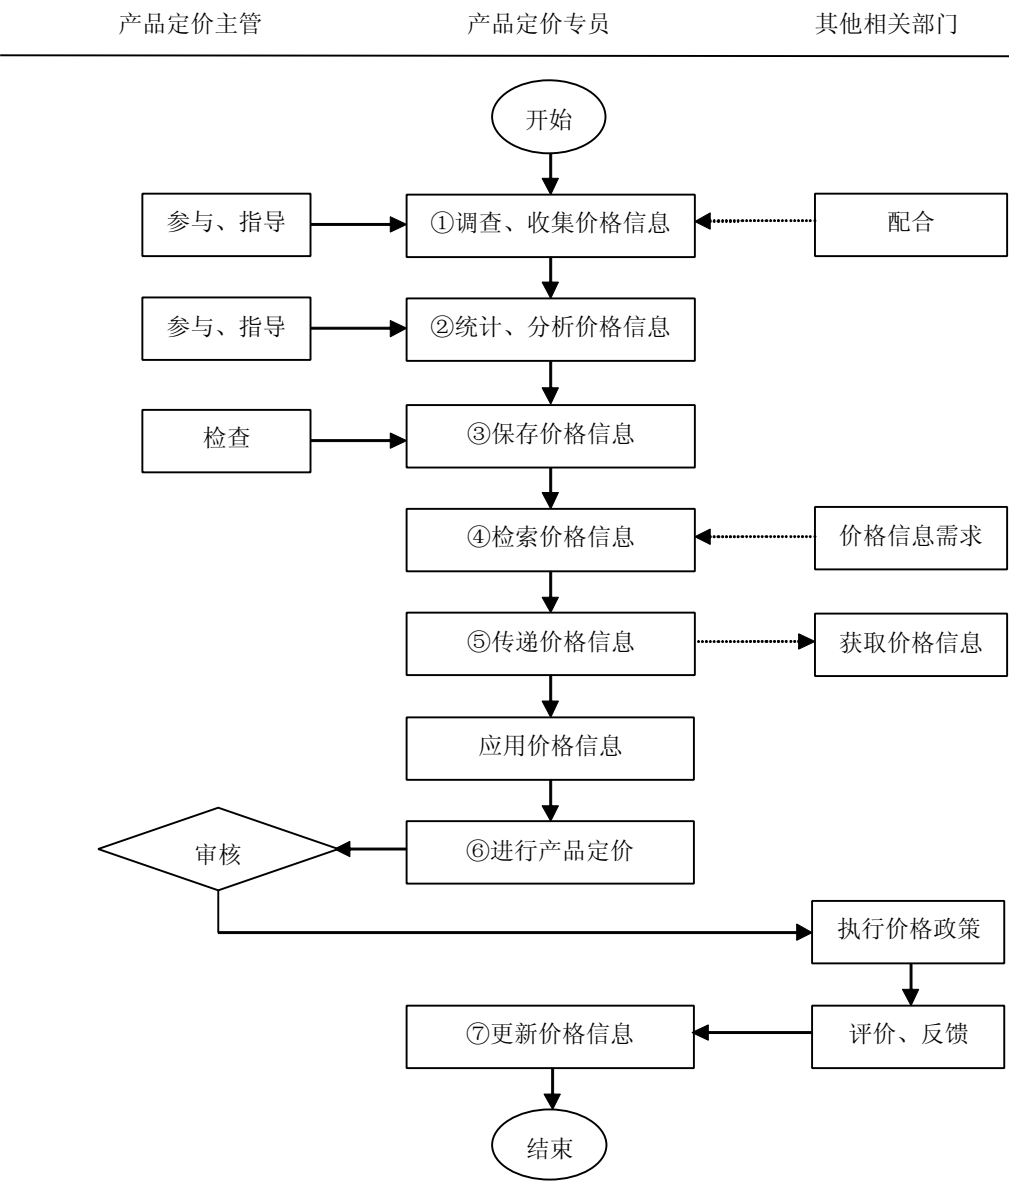 产品定价主管 产品定价专员 其他相关部门
开始
参与、指导 ①调查、收集价格信息 配合
参与、指导 ②统计、分析价格信息
检查 ③保存价格信息
④检索价格信息 价格信息需求
⑤传递价格信息 获取价格信息
应用价格信息
审核 ⑥进行产品定价
执行价格政策
⑦更新价格信息 评价、反馈
结束